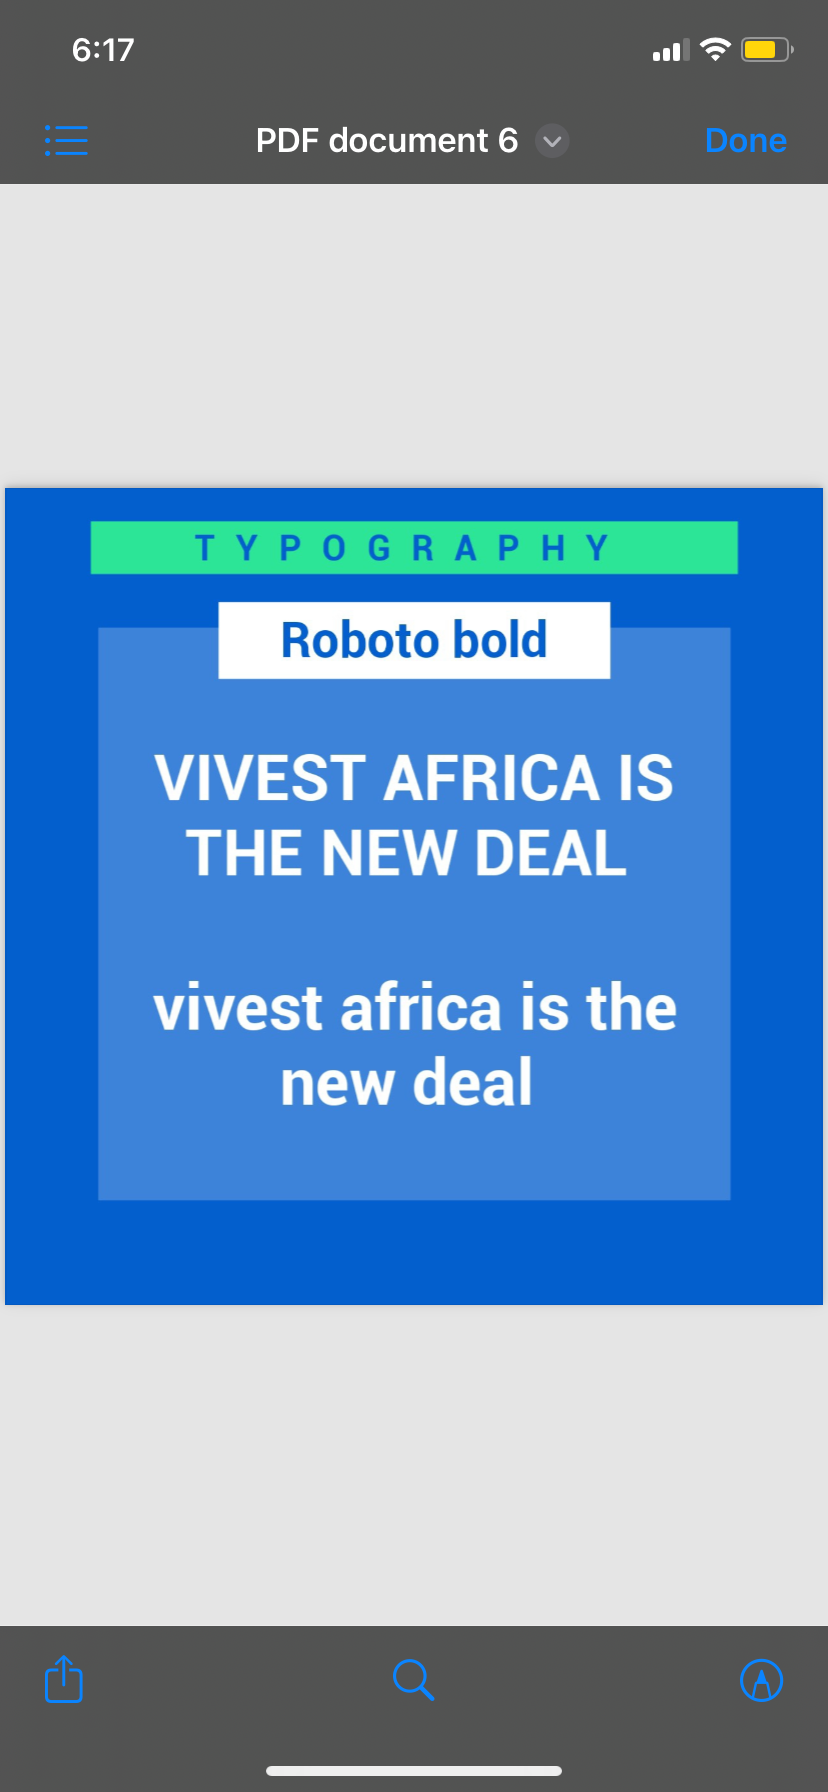 6:17
PDF document 6
Done
TYPOGRAPHY
Roboto bold
VIVEST AFRICA IS
THE NEW DEAL
vivest africa is the
new deal